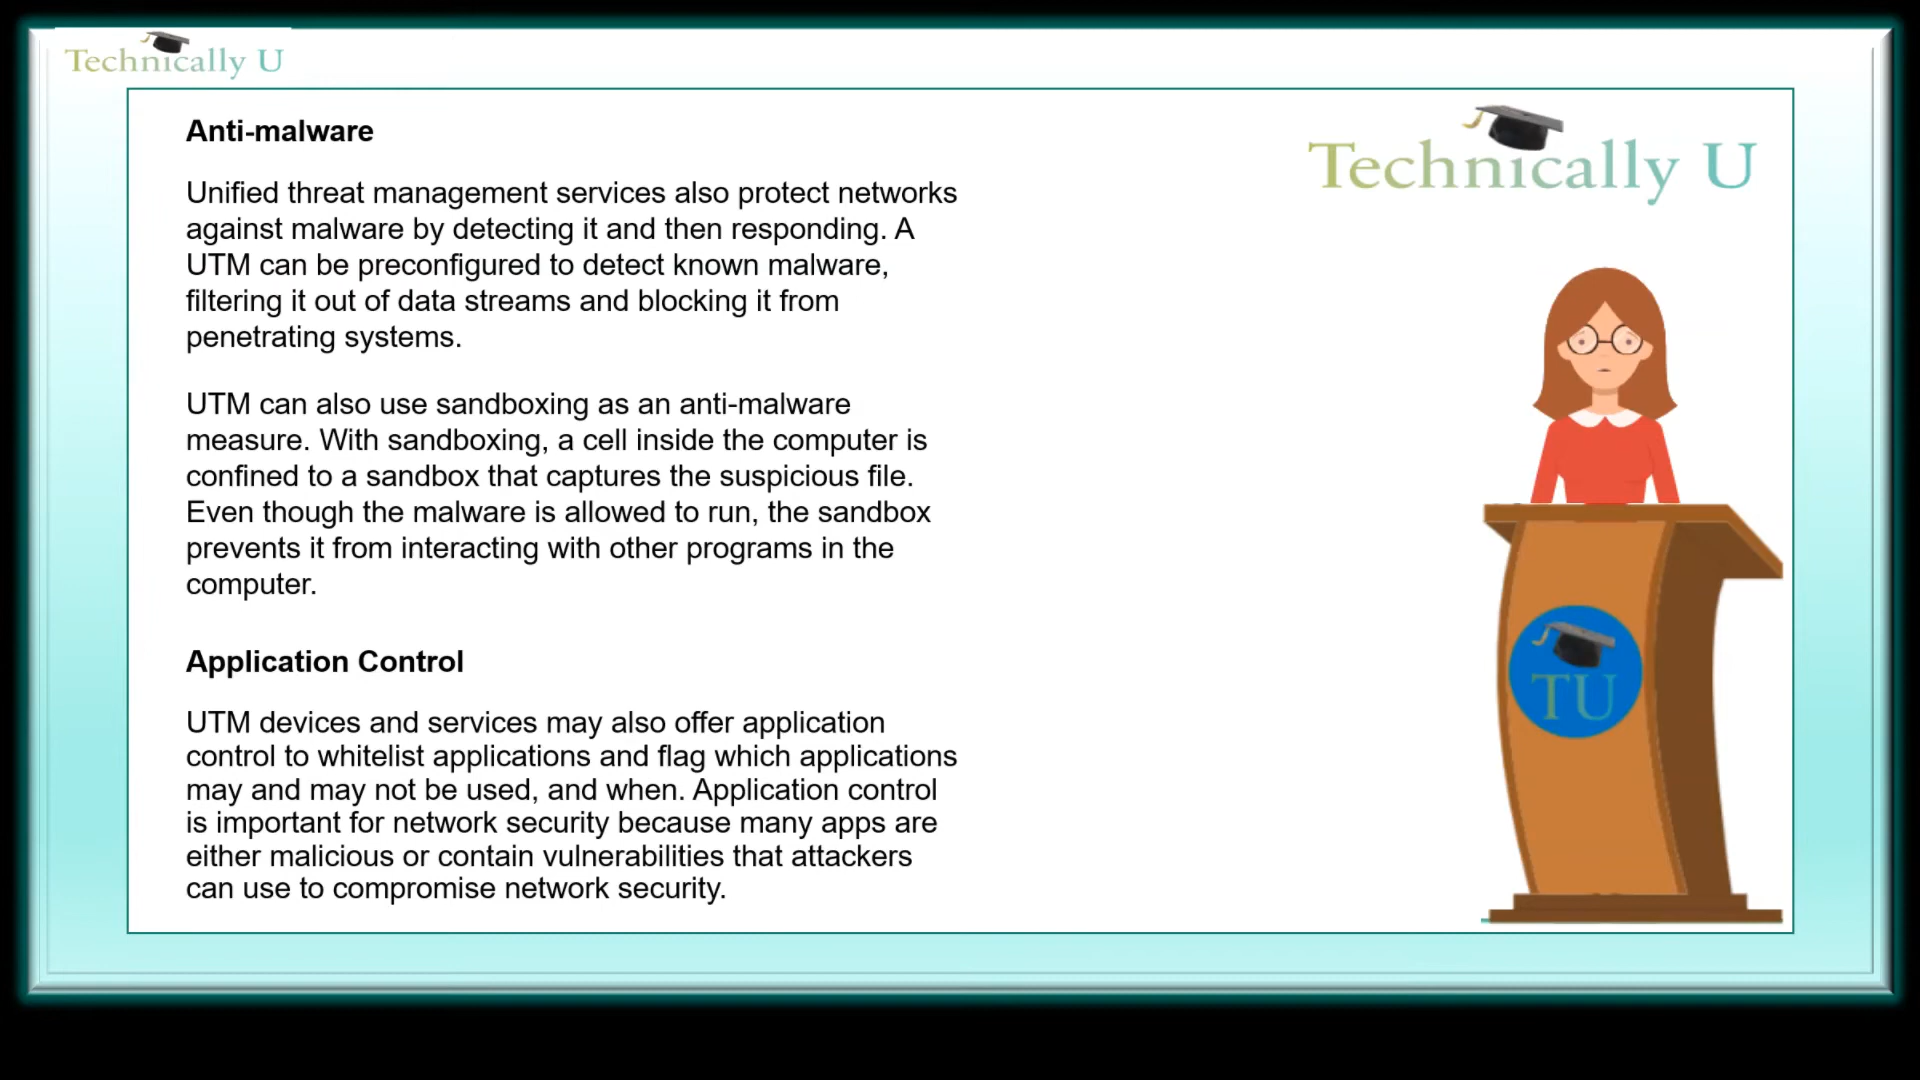 Technically U
Technically U
Anti-malware
Unified threat management services also protect networks
against malware by detecting it and then responding. A
UTM can be preconfigured to detect known malware,
filtering it out of data streams and blocking it from
penetrating systems.
UTM can also use sandboxing as an anti-malware
measure. With sandboxing, a cell inside the computer is
confined to a sandbox that captures the suspicious file.
Even though the malware is allowed to run, the sandbox
prevents it from interacting with other programs in the
computer.
Application Control
UTM devices and services may also offer application
control to whitelist applications and flag which applications
may and may not be used, and when. Application control
is important for network security because many apps are
either malicious or contain vulnerabilities that attackers
can use to compromise network security.
TU